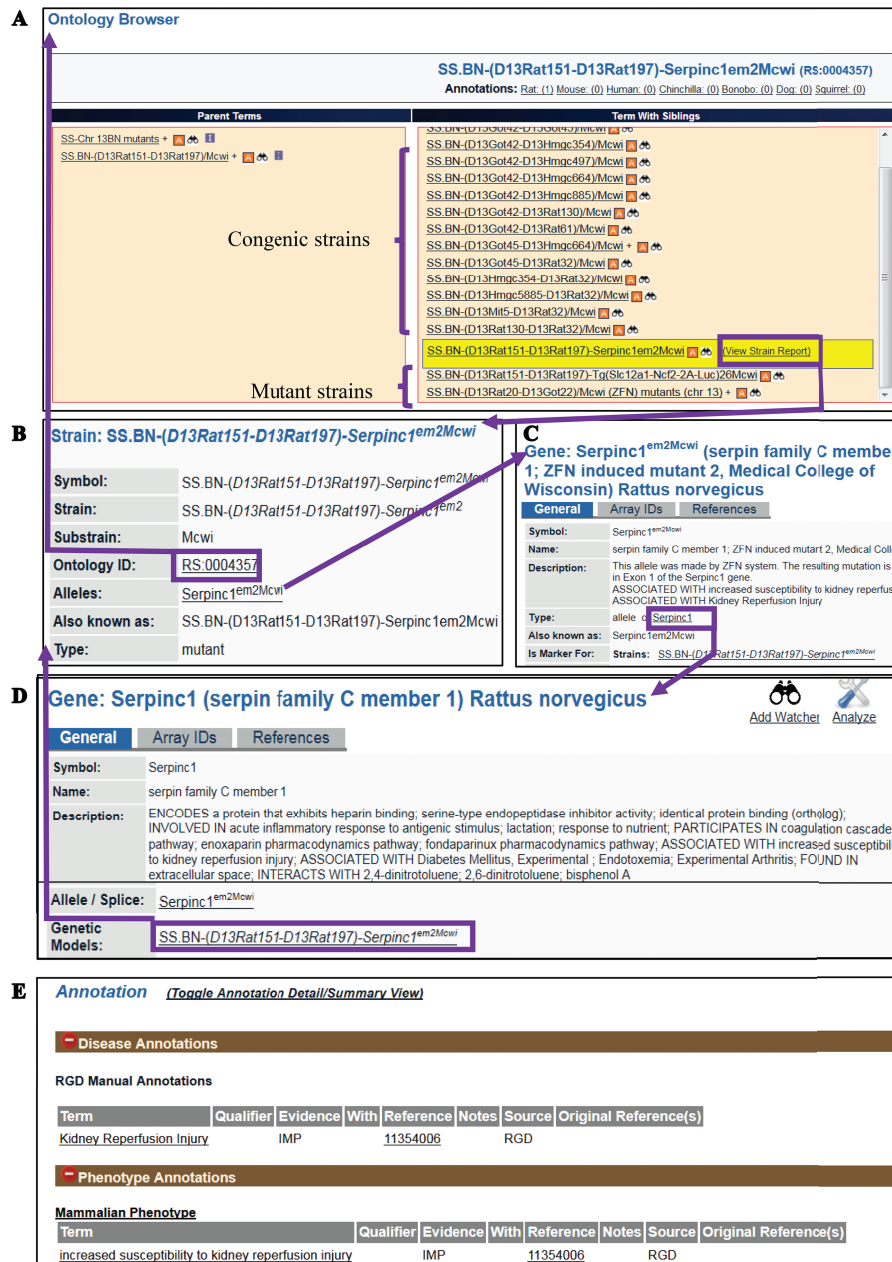 A
Ontology Browser
SS.BN-(D13Rat151-D13Rat197)-Serpinc1em2Mcwi (RS:0004357)
Annotations: Rat: (1) Mouse: (0) Human: (0) Chinchilla: (0) Bonobo: (0) Dog: (0) Squirrel: (0)
Parent Terms
SS-Chr 13BN mutants + A I
SS.BN-(D13Rat151-D13Rat197)/Mcwi + A I
Term With Siblings
SS.BN-(D13Got42-D13Got43)/Mcwi A
SS.BN-(D13Got42-D13Hmgc354)/Mcwi A
SS.BN-(D13Got42-D13Hmgc497)/Mcwi A
SS.BN-(D13Got42-D13Hmgc664)/Mcwi A
SS.BN-(D13Got42-D13Hmgc885)/Mcwi A
SS.BN-(D13Got42-D13Rat130)/Mcwi A
SS.BN-(D13Got42-D13Rat61)/Mcwi A
SS.BN-(D13Got45-D13Hmgc664)/Mcwi + A
SS.BN-(D13Got45-D13Rat32)/Mcwi A
SS.BN-(D13Hmgc354-D13Rat32)/Mcwi A
SS.BN-(D13Hmgc5885-D13Rat32)/Mcwi A
SS.BN-(D13Mit5-D13Rat32)/Mcwi A
SS.BN-(D13Rat130-D13Rat32)/Mcwi A
SS.BN-(D13Rat151-D13Rat197)-Serpinc1em2Mcwi A (View Strain Report)
SS.BN-(D13Rat151-D13Rat197)-Tg(Slc12a1-Ncf2-2A-Luc)26Mcwi A
SS.BN-(D13Rat20-D13Got22)/Mcwi (ZFN) mutants (chr 13) + A
Congenic strains
Mutant strains
B
Strain: SS.BN-(D13Rat151-D13Rat197)-Serpinc1em2Mcwi
Symbol: SS.BN-(D13Rat151-D13Rat197)-Serpinc1em2Mcwi
Strain: SS.BN-(D13Rat151-D13Rat197)-Serpinc1em2
Substrain: Mcwi
Ontology ID: RS:0004357
Alleles: Serpinc1em2Mcwi
Also known as: SS.BN-(D13Rat151-D13Rat197)-Serpinc1em2Mcwi
Type: mutant
C
Gene: Serpinc1em2Mcwi (serpin family C membe
1; ZFN induced mutant 2, Medical College of
Wisconsin) Rattus norvegicus
General Array IDs References
Symbol: Serpinc1em2Mcwi
Name: serpin family C member 1; ZFN induced mutant 2, Medical Coll
Description: This allele was made by ZFN system. The resulting mutation is
in Exon 1 of the Serpinc1 gene.
ASSOCIATED WITH increased susceptibility to kidney reperfus
ASSOCIATED WITH Kidney Reperfusion Injury
Type: allele of Serpinc1
Also known as: Serpinc1em2Mcwi
Is Marker For: Strains: SS.BN-(D13Rat151-D13Rat197)-Serpinc1em2Mcwi
D
Gene: Serpinc1 (serpin family C member 1) Rattus norvegicus
Add Watcher Analyze
General Array IDs References
Symbol: Serpinc1
Name: serpin family C member 1
Description: ENCODES a protein that exhibits heparin binding; serine-type endopeptidase inhibitor activity; identical protein binding (ortholog);
INVOLVED IN acute inflammatory response to antigenic stimulus; lactation; response to nutrient; PARTICIPATES IN coagulation cascade
pathway; enoxaparin pharmacodynamics pathway; fondaparinux pharmacodynamics pathway; ASSOCIATED WITH increased susceptibili
to kidney reperfusion injury; ASSOCIATED WITH Diabetes Mellitus, Experimental ; Endotoxemia; Experimental Arthritis; FOUND IN
extracellular space; INTERACTS WITH 2,4-dinitrotoluene; 2,6-dinitrotoluene; bisphenol A
Allele / Splice: Serpinc1em2Mcwi
Genetic
Models: SS.BN-(D13Rat151-D13Rat197)-Serpinc1em2Mcwi
E
Annotation (Toggle Annotation Detail/Summary View)
Disease Annotations
RGD Manual Annotations
Term Qualifier Evidence With Reference Notes Source Original Reference(s)
Kidney Reperfusion Injury IMP 11354006 RGD
Phenotype Annotations
Mammalian Phenotype
Term Qualifier Evidence With Reference Notes Source Original Reference(s)
increased susceptibility to kidney reperfusion injury IMP 11354006 RGD